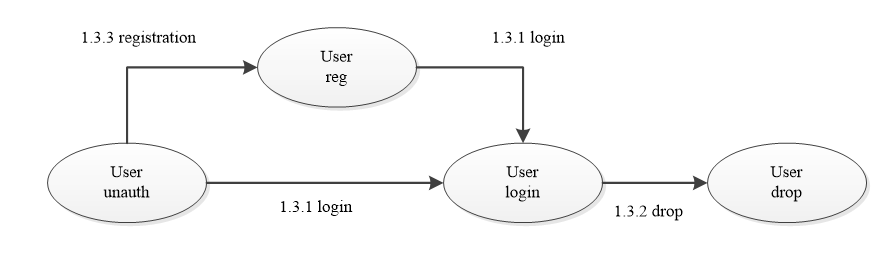 1.3.3 registration
User
reg
1.3.1 login
User
unauth
1.3.1 login
User
login
1.3.2 drop
User
drop